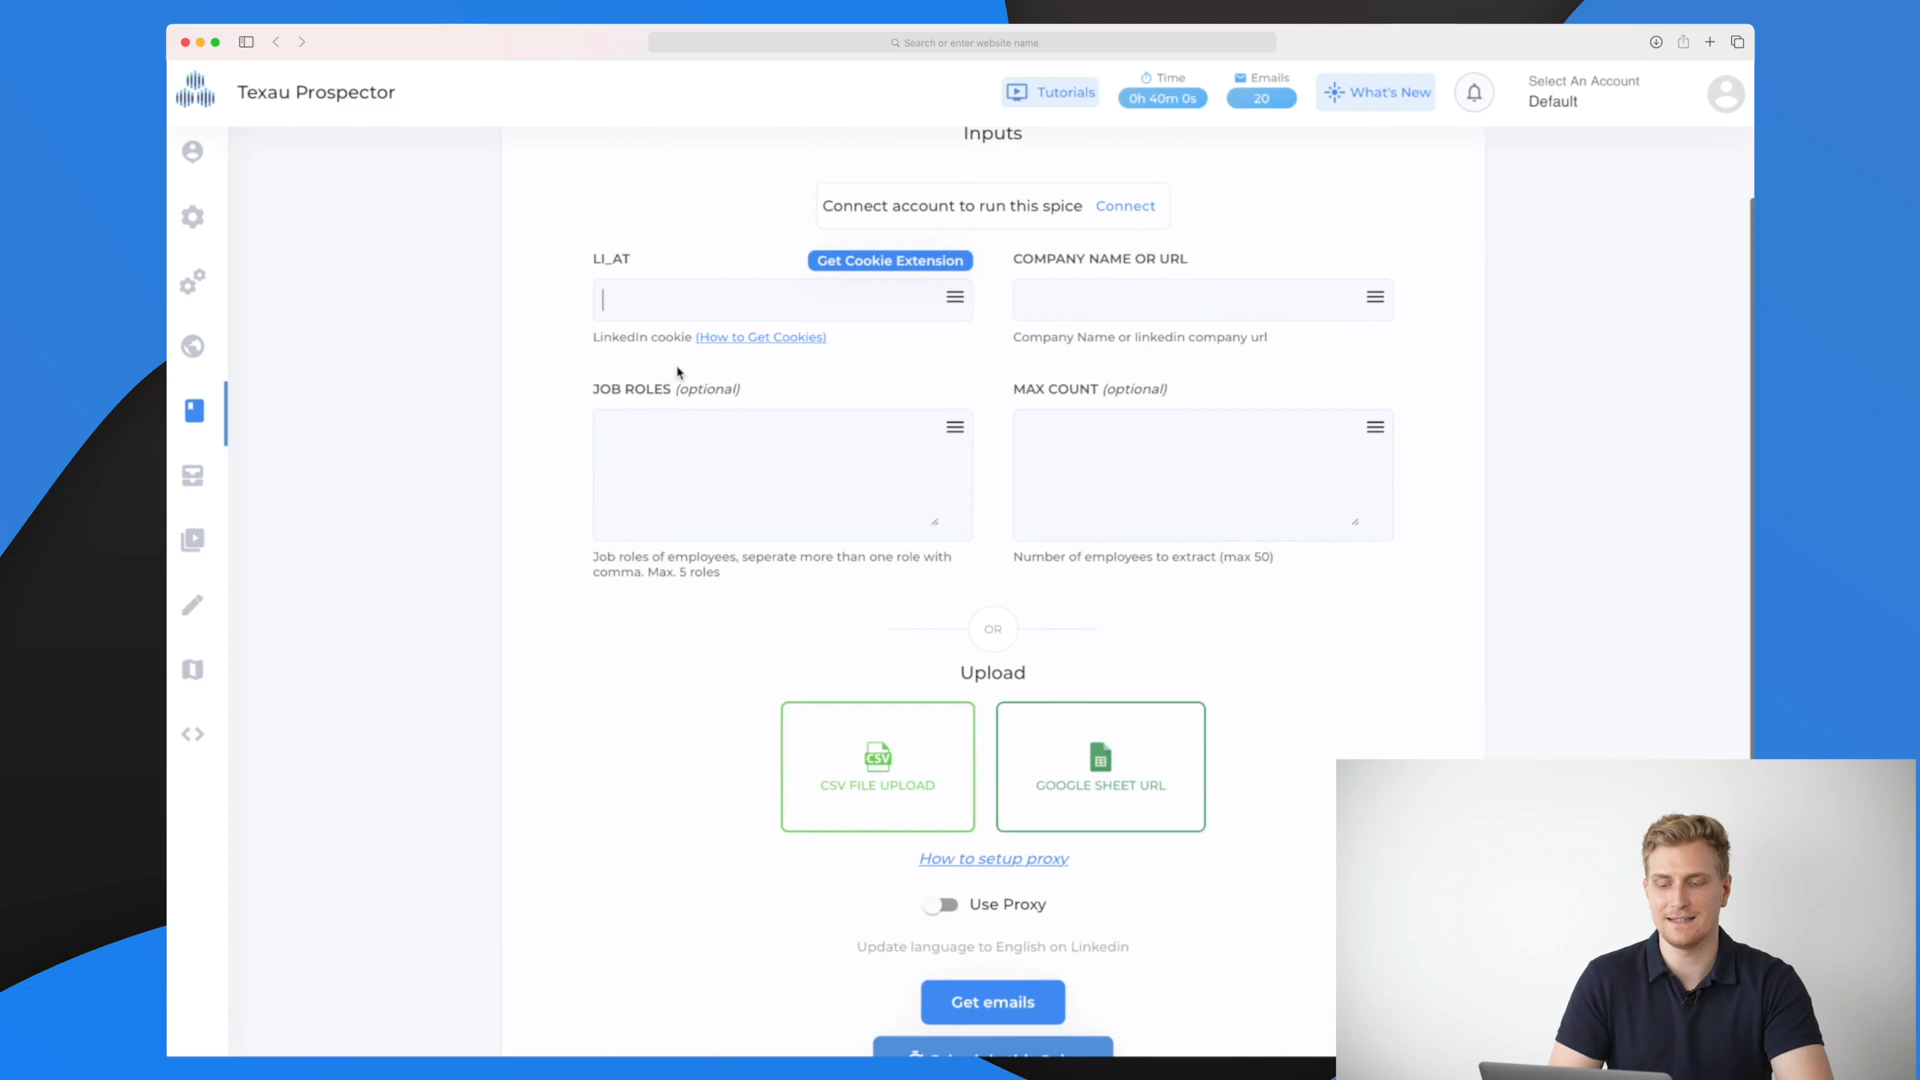 Search or enter website name
Texau Prospector
Tutorials
Time
0h 40m 0s
Emails
20
What's New
Select An Account
Default
Inputs
Connect account to run this spice Connect
LI_AT
Get Cookie Extension
COMPANY NAME OR URL
LinkedIn cookie (How to Get Cookies)
Company Name or linkedin company url
JOB ROLES (optional)
MAX COUNT (optional)
Job roles of employees, seperate more than one role with
comma. Max. 5 roles
Number of employees to extract (max 50)
OR
Upload
CSV
CSV FILE UPLOAD
GOOGLE SHEET URL
How to setup proxy
Use Proxy
Update language to English on Linkedin
Get emails